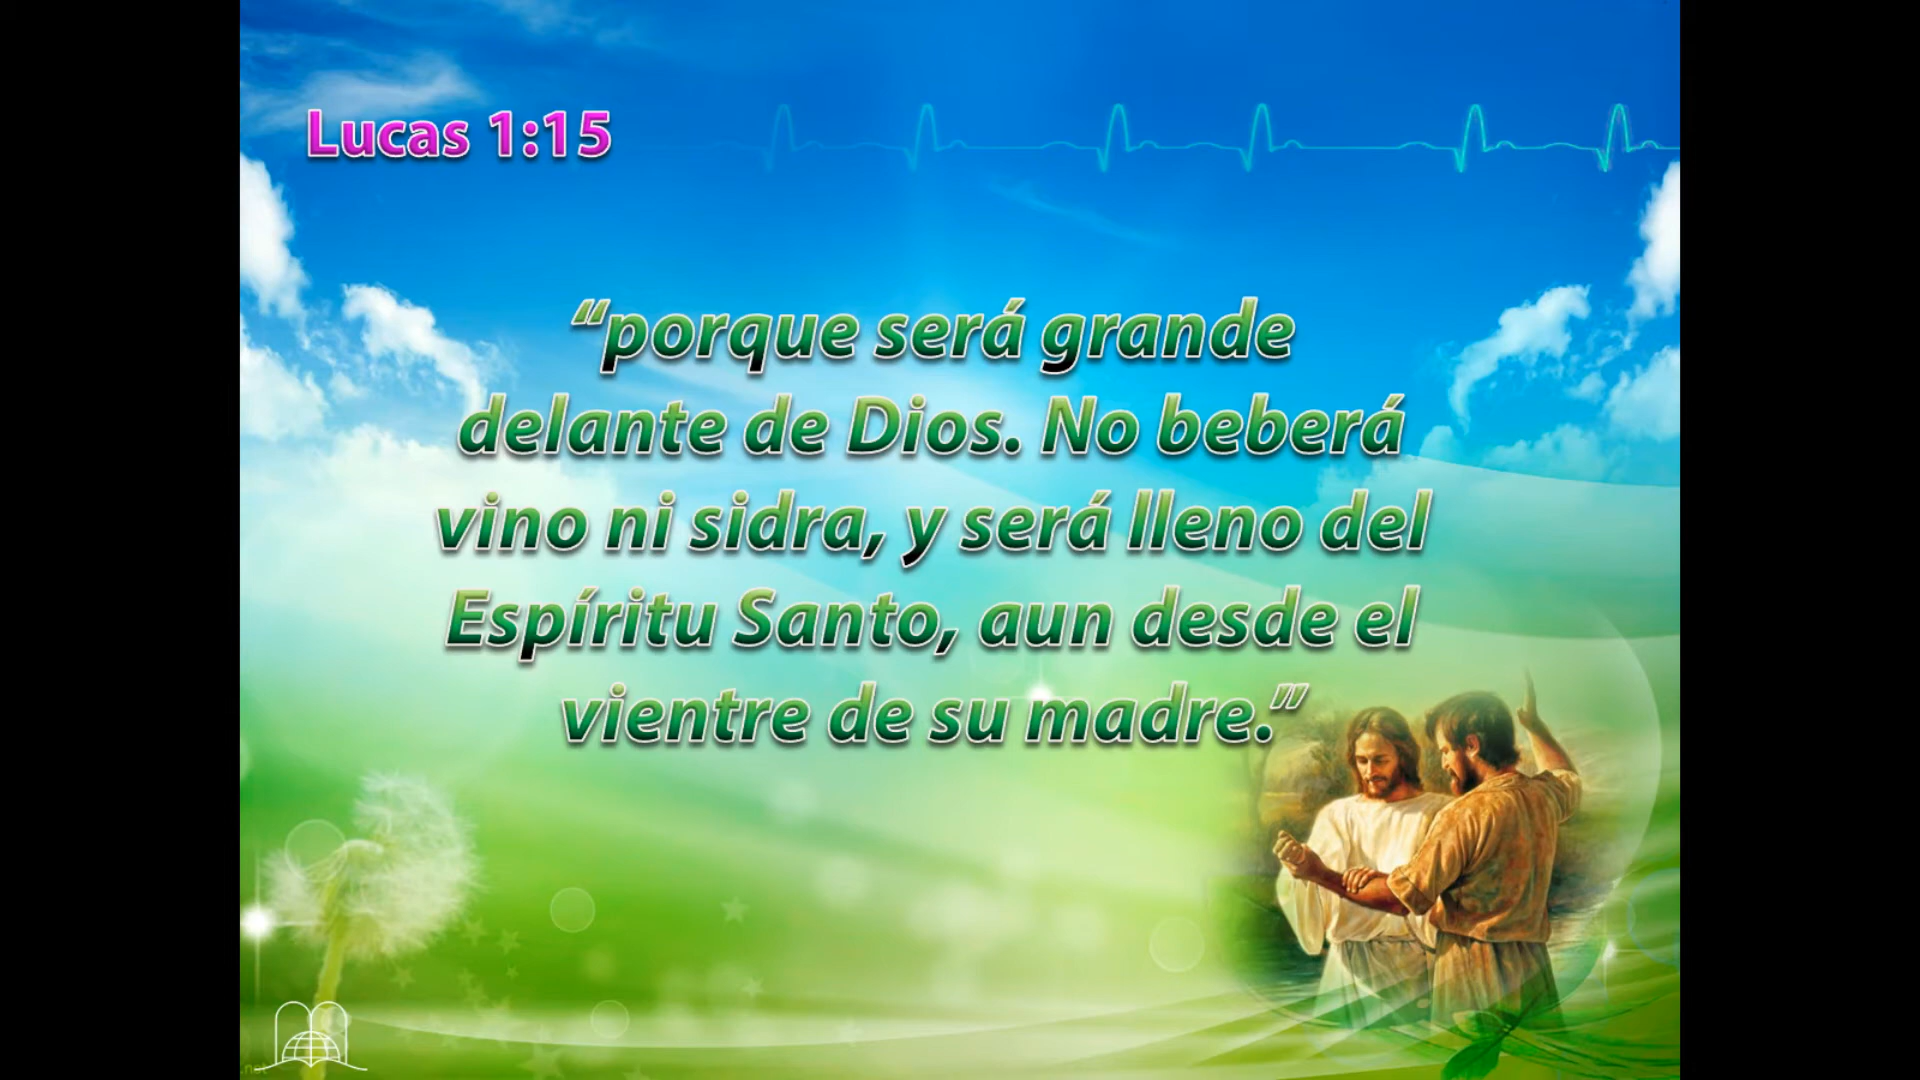 Lucas 1:15
“porque será grande
delante de Dios. No beberá
vino ni sidra, y será lleno del
Espíritu Santo, aun desde el
vientre de su madre.”
.net